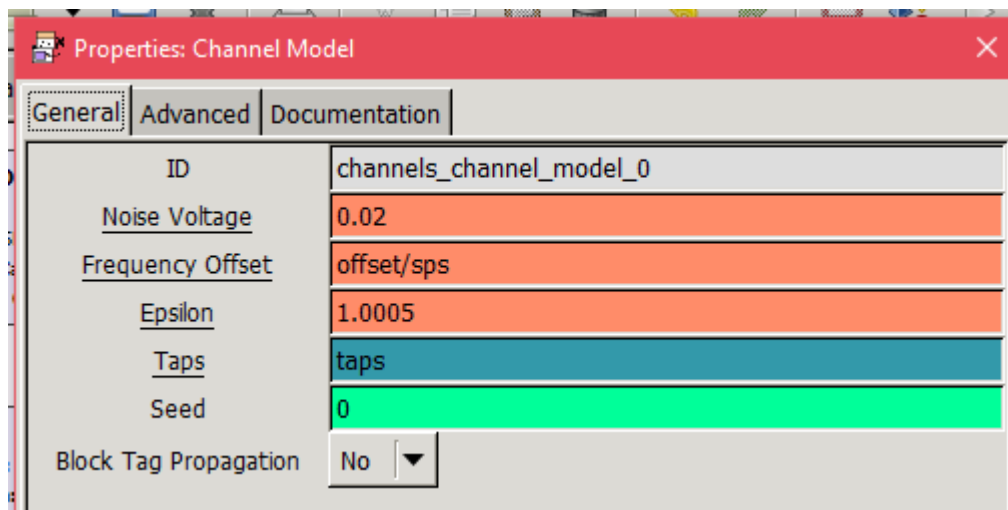 Properties: Channel Model
General Advanced Documentation
ID channels_channel_model_0
Noise Voltage 0.02
Frequency Offset offset/sps
Epsilon 1.0005
Taps taps
Seed 0
Block Tag Propagation No